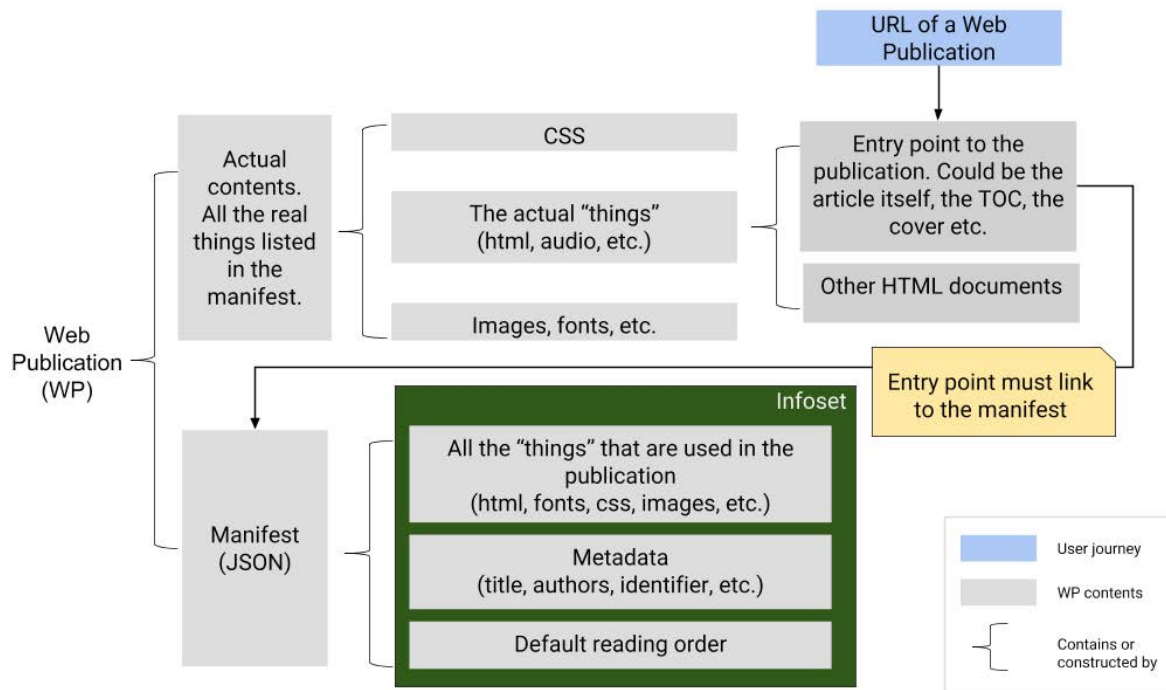 URL of a Web
Publication
Actual
contents.
All the real
things listed
in the
manifest.
CSS
The actual “things”
(html, audio, etc.)
Images, fonts, etc.
Entry point to the
publication. Could be the
article itself, the TOC, the
cover etc.
Other HTML documents
Web
Publication
(WP)
Entry point must link
to the manifest
Infoset
All the “things” that are used in the
publication
(html, fonts, css, images, etc.)
Manifest
(JSON)
Metadata
(title, authors, identifier, etc.)
Default reading order
User journey
WP contents
Contains or
constructed by